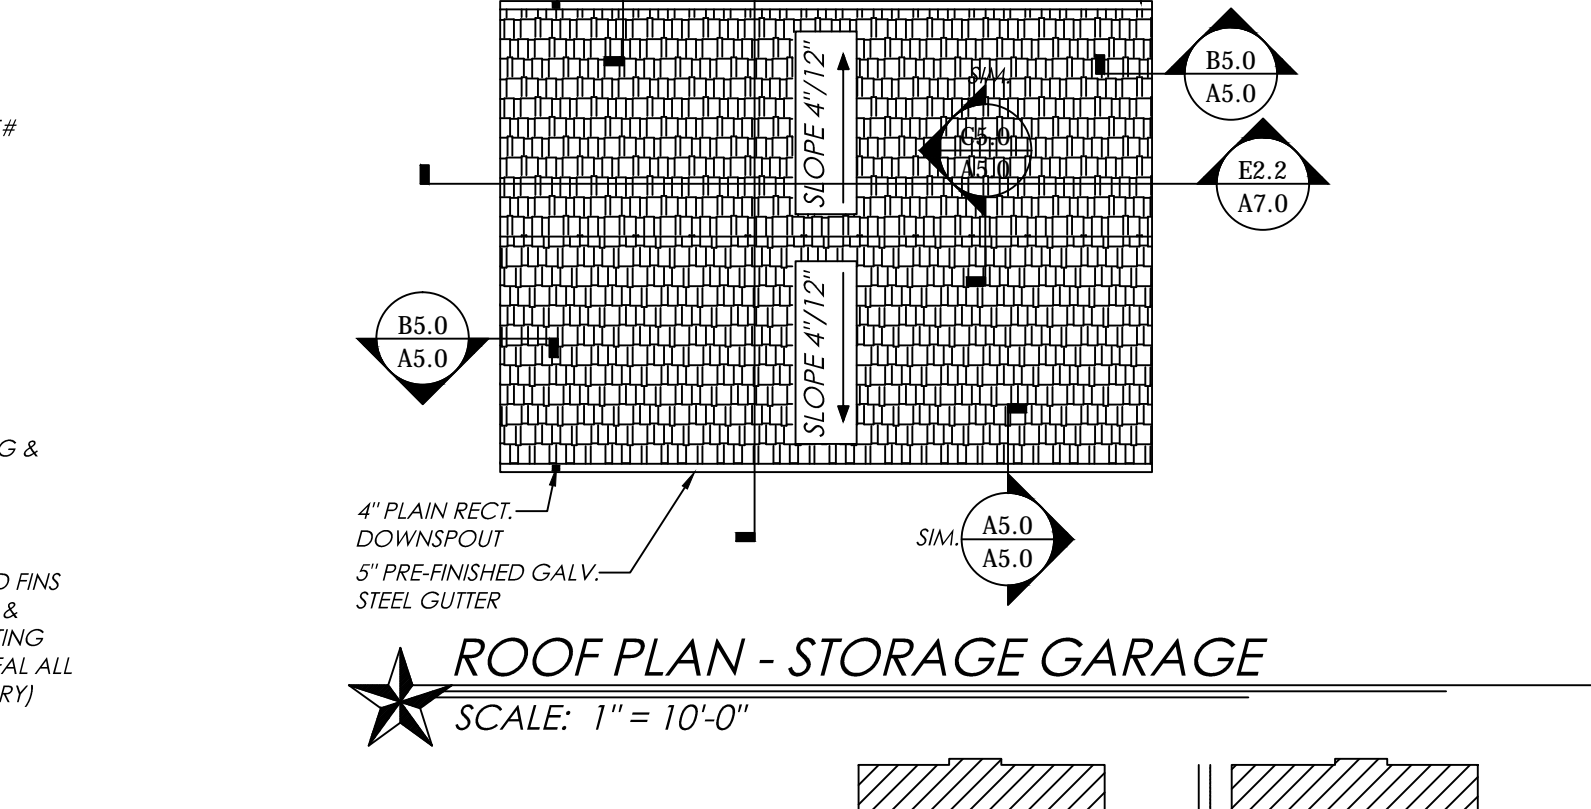 B5.0
A5.0
SIM.
C5.0
A5.0
SLOPE 4"/12"
E2.2
A7.0
#
B5.0
A5.0
SLOPE 4"/12"
G &
4" PLAIN RECT.
DOWNSPOUT
SIM.
A5.0
A5.0
5" PRE-FINISHED GALV.
STEEL GUTTER
D FINS
&
TING
EAL ALL
RY)
ROOF PLAN - STORAGE GARAGE
SCALE: 1" = 10'-0"